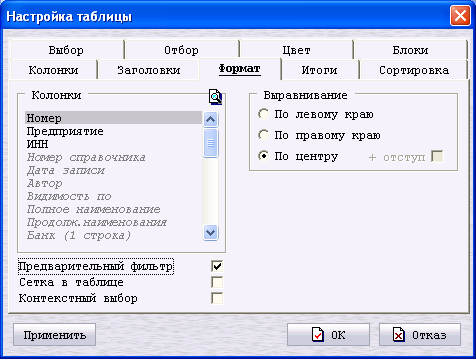 Настройка таблицы
Выбор Отбор Цвет Блоки
Колонки Заголовки Формат Итоги Сортировка
Колонки
Номер
Предприятие
ИНН
Номер справочника
Дата записи
Автор
Видимость по
Полное наименование
Продолж.наименования
Банк (1 строка)
Выравнивание
По левому краю
По правому краю
По центру + отступ
Предварительный фильтр
Сетка в таблице
Контекстный выбор
Применить OK Отказ